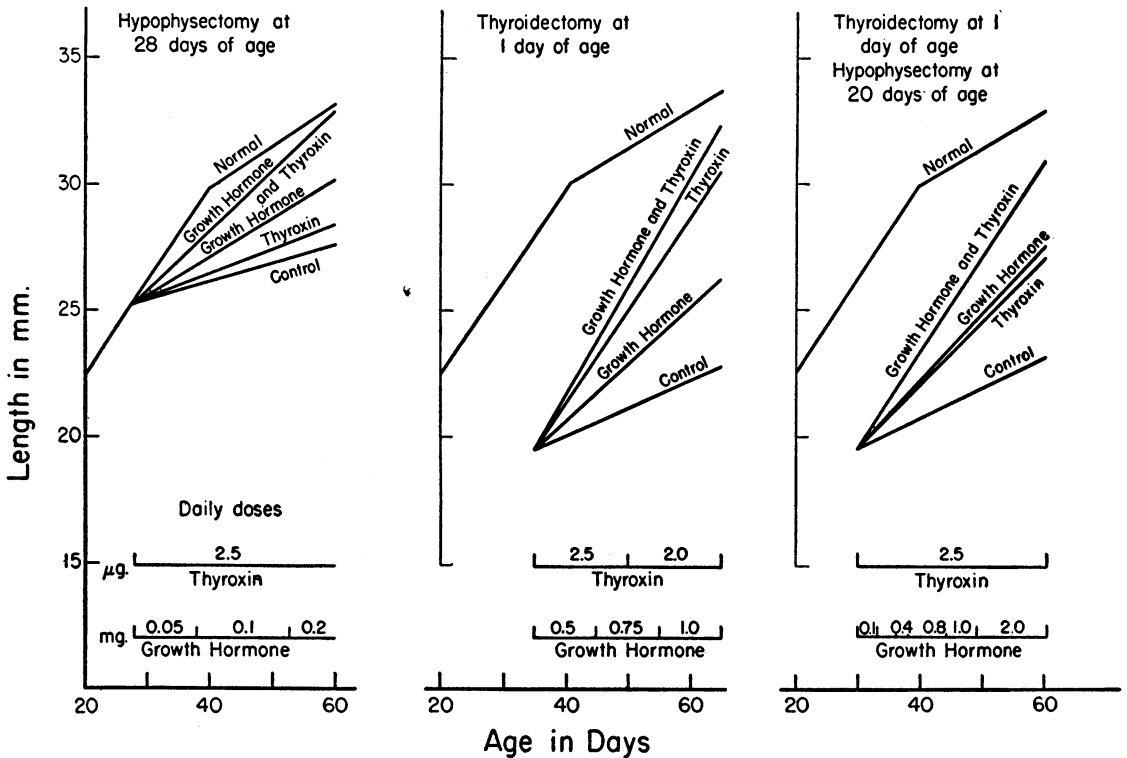 Hypophysectomy at
28 days of age
Normal
Growth Hormone
and Thyroxin
Growth Hormone
Thyroxin
Control
Daily doses
μg.
2.5
Thyroxin
mg.
0.05 0.1 0.2
Growth Hormone
Thyroidectomy at
1 day of age
Normal
Growth Hormone and Thyroxin
Thyroxin
Growth Hormone
Control
2.5 2.0
Thyroxin
0.5 0.75 1.0
Growth Hormone
Thyroidectomy at 1
day of age
Hypophysectomy at
20 days of age
Normal
Growth Hormone and Thyroxin
Growth Hormone
Thyroxin
Control
2.5
Thyroxin
0.1 0.4 0.8 1.0 2.0
Growth Hormone
Length in mm.
35
30
25
20
15
20 40 60
20 40 60
20 30 40 50 60 70
Age in Days